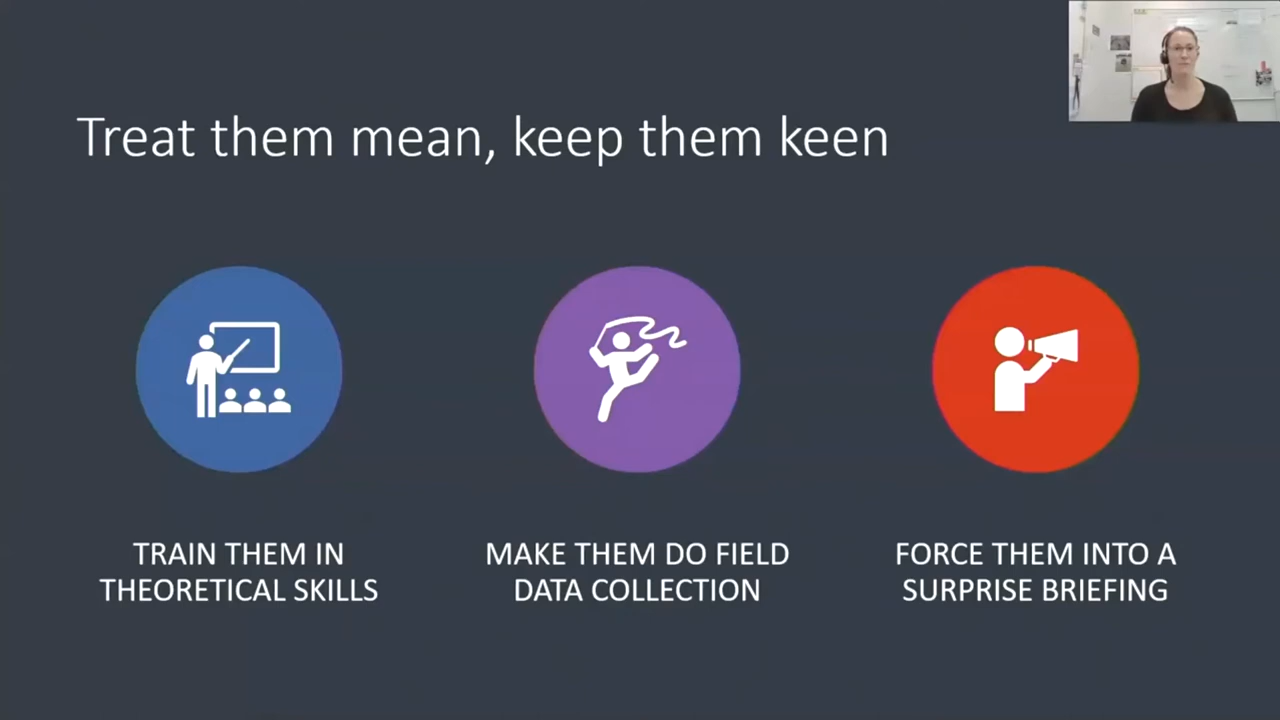 Treat them mean, keep them keen
TRAIN THEM IN
THEORETICAL SKILLS
MAKE THEM DO FIELD
DATA COLLECTION
FORCE THEM INTO A
SURPRISE BRIEFING